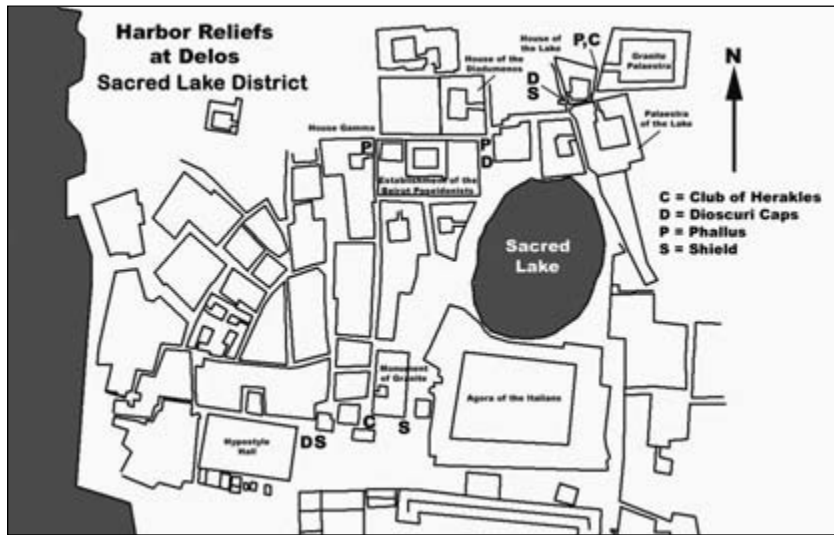 Harbor Reliefs
at Delos
Sacred Lake District
House of
the Lake
P,C
Granite
Palaestra
N
House of the
Diadumenos
D
S
Palaestra
of the Lake
House Gamma
P
P
D
Establishment of the
Beirut Poseidonists
C = Club of Herakles
D = Dioscuri Caps
P = Phallus
S = Shield
Sacred
Lake
Monument
of Granite
Agora of the Italians
Hypostyle
Hall
D S
C
S